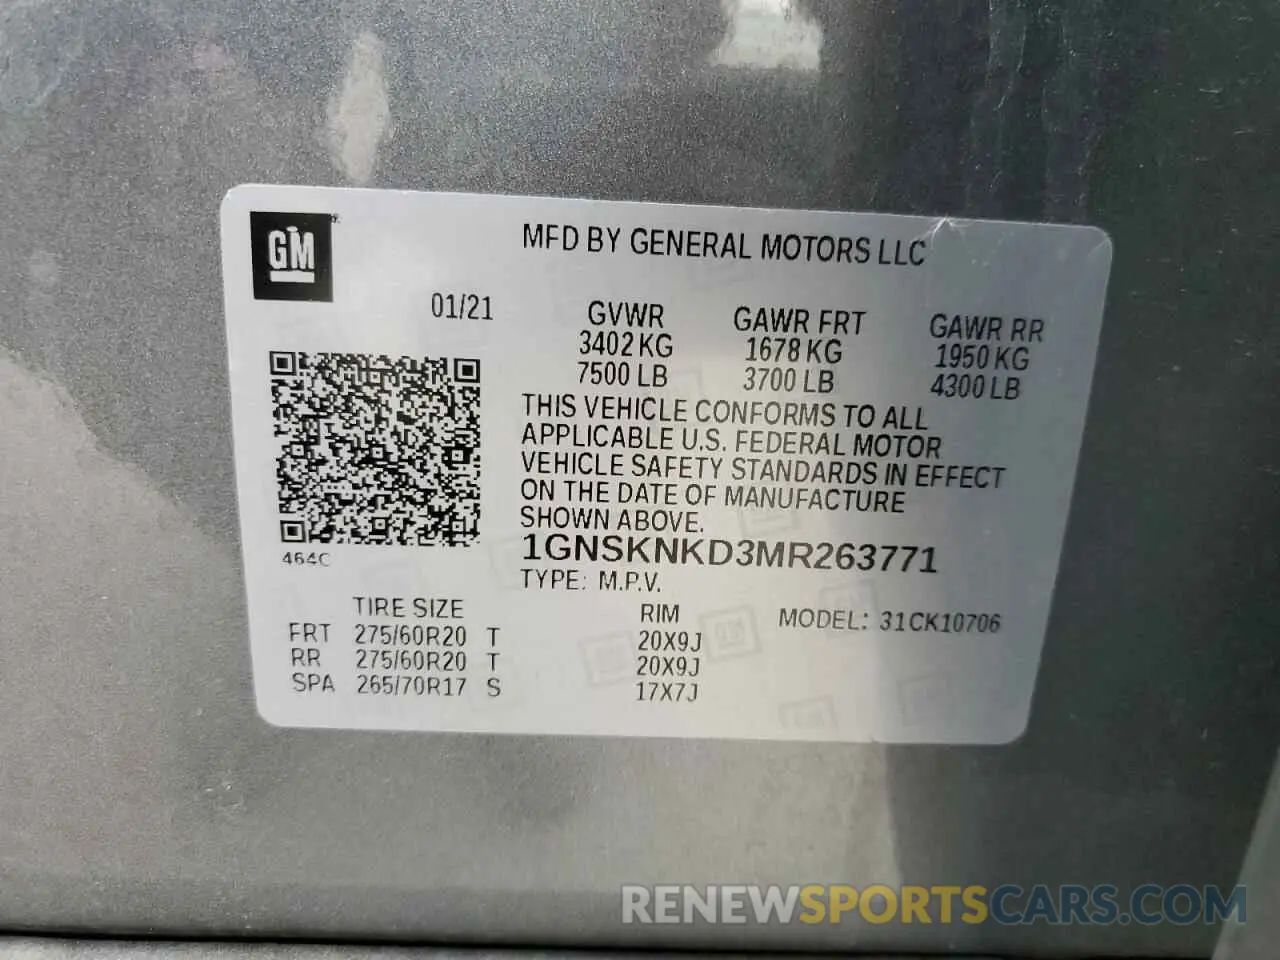 GM
MFD BY GENERAL MOTORS LLC
01/21
GVWR GAWR FRT GAWR RR
3402 KG 1678 KG 1950 KG
7500 LB 3700 LB 4300 LB
THIS VEHICLE CONFORMS TO ALL
APPLICABLE U.S. FEDERAL MOTOR
VEHICLE SAFETY STANDARDS IN EFFECT
ON THE DATE OF MANUFACTURE
SHOWN ABOVE.
464C
1GNSKNKD3MR263771
TYPE: M.P.V.
TIRE SIZE RIM MODEL: 31CK10706
FRT 275/60R20 T 20X9J
RR 275/60R20 T 20X9J
SPA 265/70R17 S 17X7J
RENEWSPORTSCARS.COM